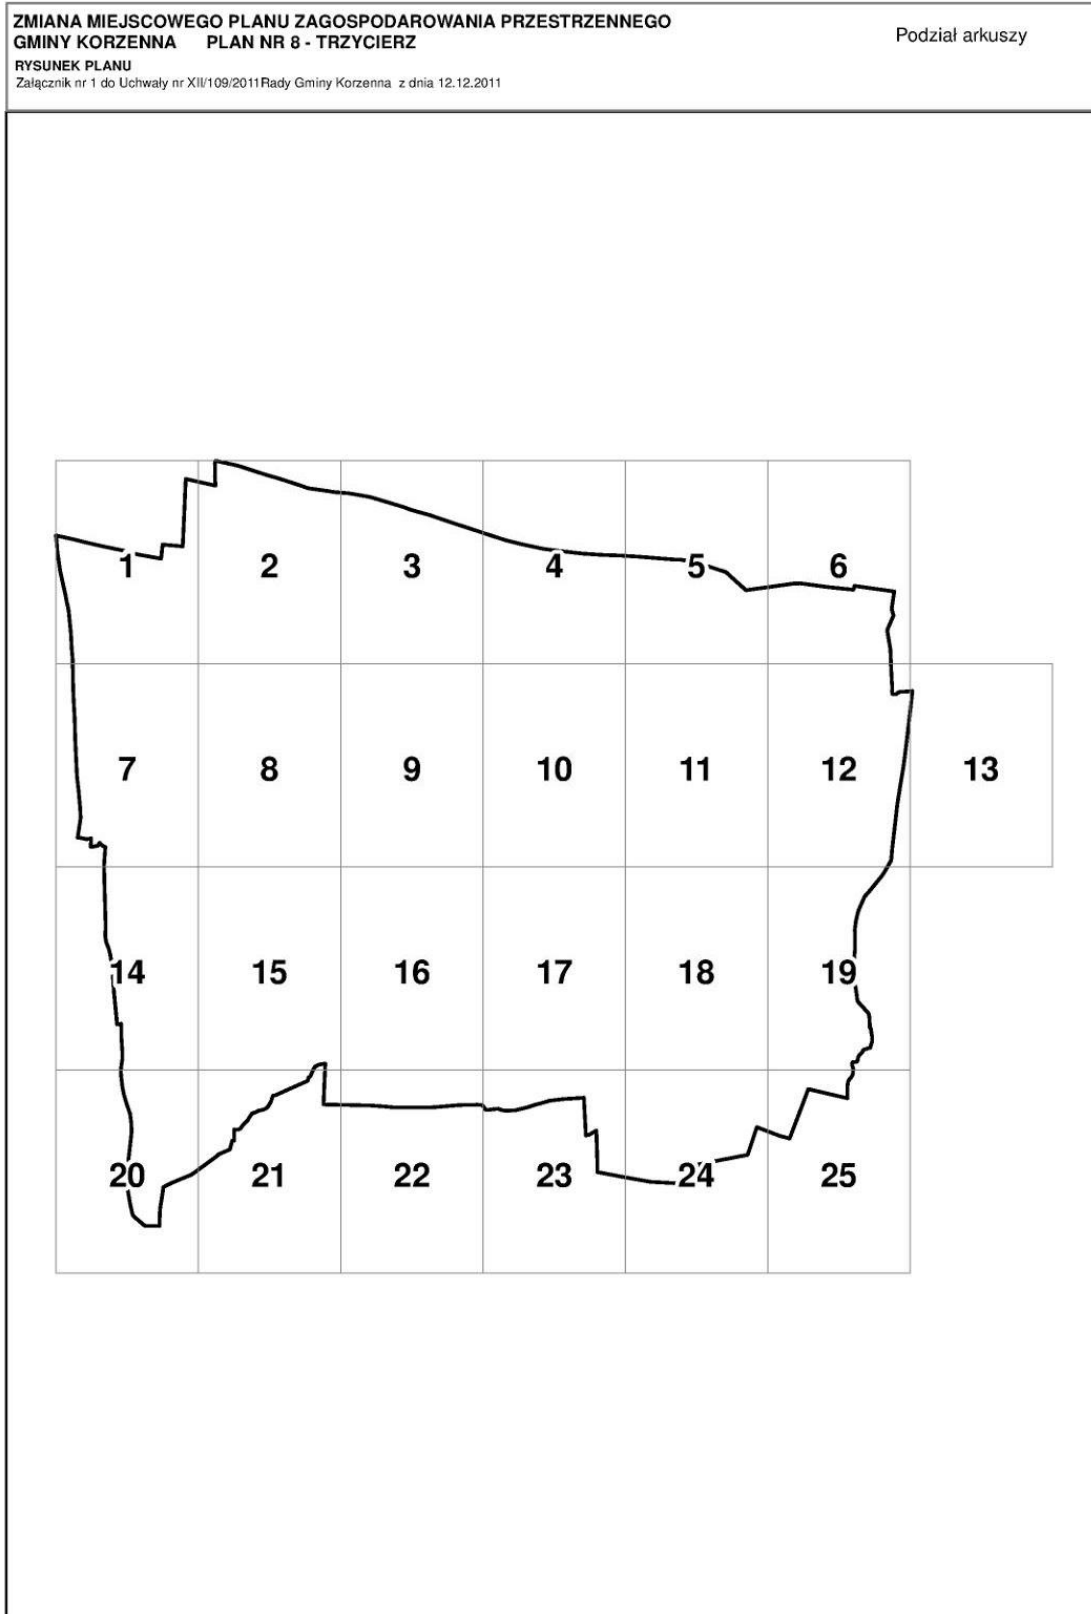 ZMIANA MIEJSCOWEGO PLANU ZAGOSPODAROWANIA PRZESTRZENNEGO
GMINY KORZENNA PLAN NR 8 - TRZYCIERZ
Podział arkuszy
RYSUNEK PLANU
Załącznik nr 1 do Uchwały nr XII/109/2011Rady Gminy Korzenna z dnia 12.12.2011
1 2 3 4 5 6
7 8 9 10 11 12 13
14 15 16 17 18 19
20 21 22 23 24 25